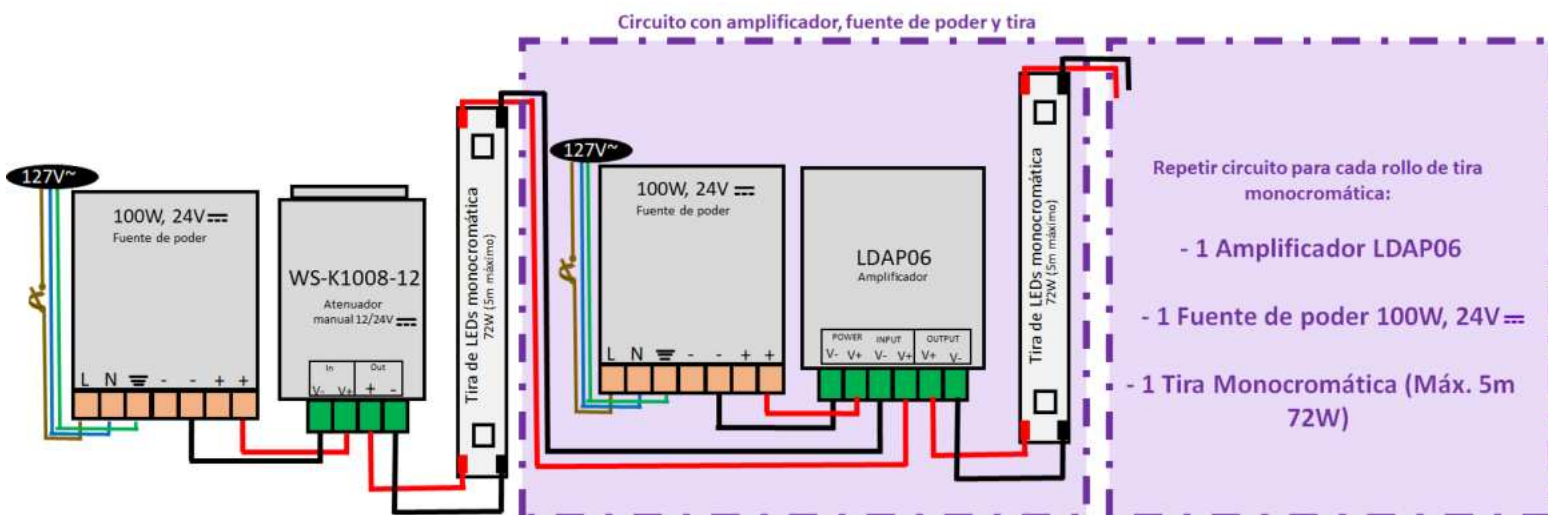 Circuito con amplificador, fuente de poder y tira
127V~
100W, 24V
Fuente de poder
L N - - + +
WS-K1008-12
Atenuador
manual 12/24V
In Out
V- V+ + -
Tira de LEDs monocromática
72W (5m máximo)
127V~
100W, 24V
Fuente de poder
L N - - + +
LDAP06
Amplificador
POWER INPUT OUTPUT
V- V+ V- V+ V+ V-
Tira de LEDs monocromática
72W (5m máximo)
Repetir circuito para cada rollo de tira
monocromática:
- 1 Amplificador LDAP06
- 1 Fuente de poder 100W, 24V
- 1 Tira Monocromática (Máx. 5m
72W)